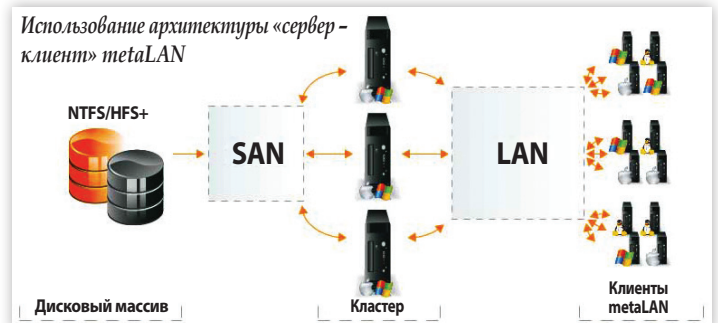 Использование архитектуры «сервер –
клиент» metaLAN
NTFS/HFS+
SAN
LAN
Дисковый массив
Кластер
Клиенты
metaLAN